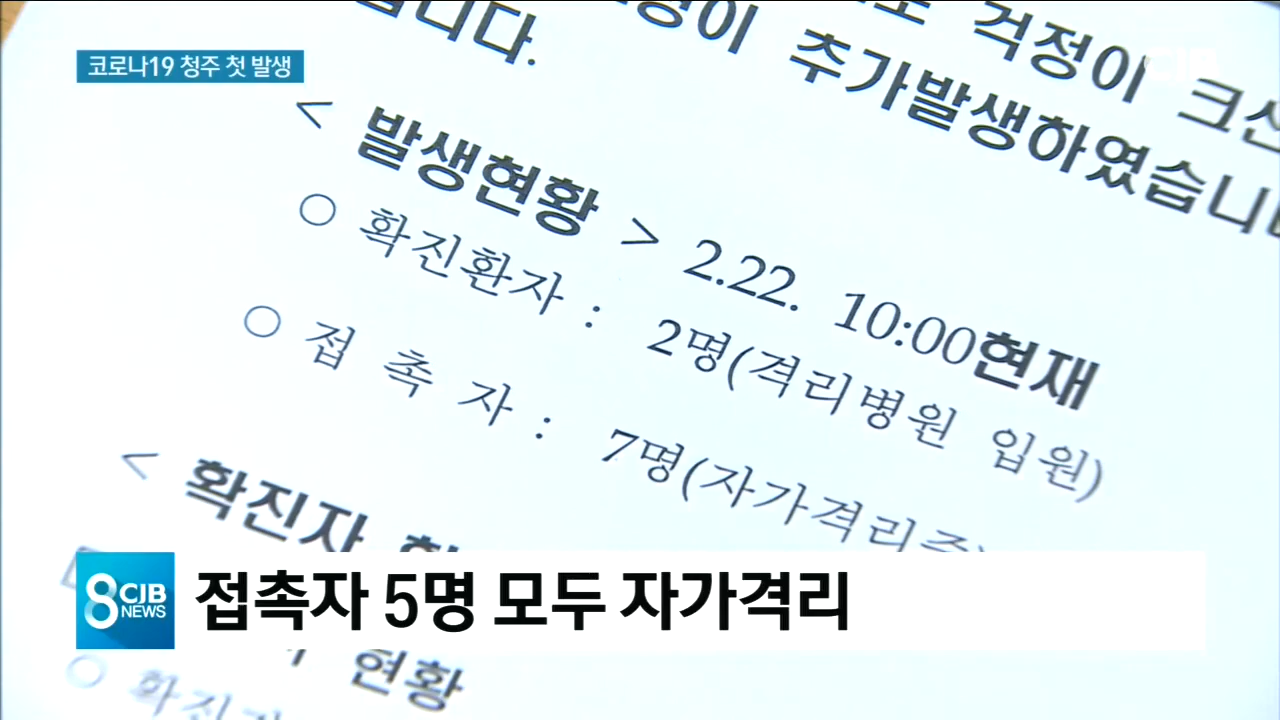 코로나19 청주 첫 발생
CJB
걱정이
추가발생하였습니
< 발생현황 > 2.22. 10:00현재
○ 확진환자 : 2명(격리병원 입원)
○ 접 촉 자 : 7명(자가격리중)
< 확진자
현황
8 CJB NEWS
접촉자 5명 모두 자가격리